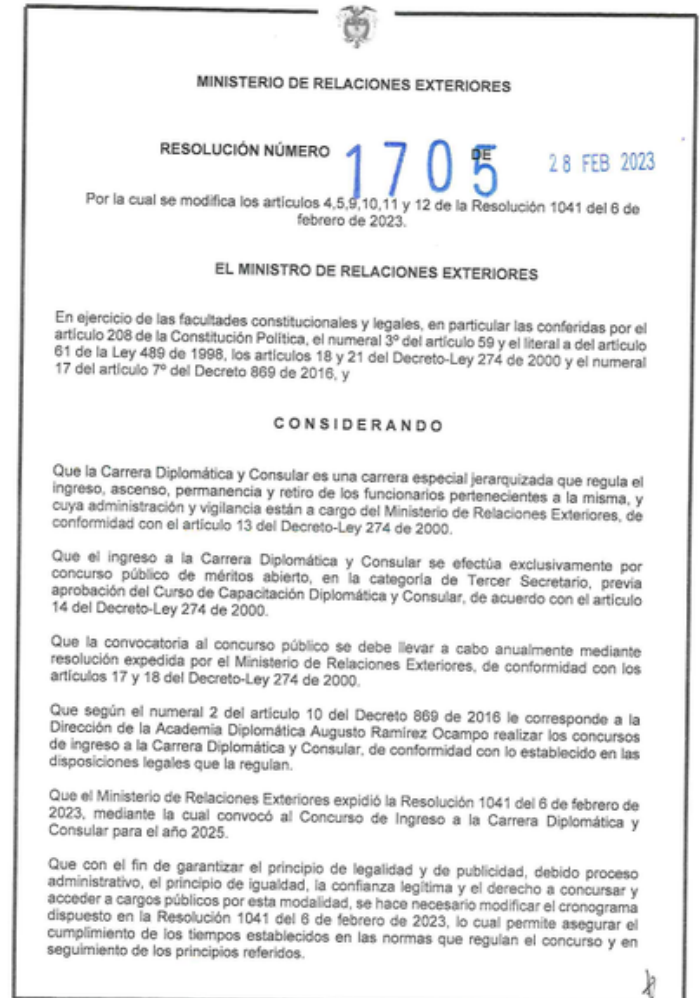 MINISTERIO DE RELACIONES EXTERIORES
RESOLUCIÓN NÚMERO 1705 DE 28 FEB 2023
Por la cual se modifica los artículos 4,5,9,10,11 y 12 de la Resolución 1041 del 6 de
febrero de 2023.
EL MINISTRO DE RELACIONES EXTERIORES
En ejercicio de las facultades constitucionales y legales, en particular las conferidas por el
artículo 208 de la Constitución Política, el numeral 3º del artículo 59 y el literal a del artículo
61 de la Ley 489 de 1998, los artículos 18 y 21 del Decreto-Ley 274 de 2000 y el numeral
17 del artículo 7º del Decreto 869 de 2016, y
CONSIDERANDO
Que la Carrera Diplomática y Consular es una carrera especial jerarquizada que regula el
ingreso, ascenso, permanencia y retiro de los funcionarios pertenecientes a la misma, y
cuya administración y vigilancia están a cargo del Ministerio de Relaciones Exteriores, de
conformidad con el artículo 13 del Decreto-Ley 274 de 2000.
Que el ingreso a la Carrera Diplomática y Consular se efectúa exclusivamente por
concurso público de méritos abierto, en la categoría de Tercer Secretario, previa
aprobación del Curso de Capacitación Diplomática y Consular, de acuerdo con el artículo
14 del Decreto-Ley 274 de 2000.
Que la convocatoria al concurso público se debe llevar a cabo anualmente mediante
resolución expedida por el Ministerio de Relaciones Exteriores, de conformidad con los
artículos 17 y 18 del Decreto-Ley 274 de 2000.
Que según el numeral 2 del artículo 10 del Decreto 869 de 2016 le corresponde a la
Dirección de la Academia Diplomática Augusto Ramírez Ocampo realizar los concursos
de ingreso a la Carrera Diplomática y Consular, de conformidad con lo establecido en las
disposiciones legales que la regulan.
Que el Ministerio de Relaciones Exteriores expidió la Resolución 1041 del 6 de febrero de
2023, mediante la cual convocó al Concurso de Ingreso a la Carrera Diplomática y
Consular para el año 2025.
Que con el fin de garantizar el principio de legalidad y de publicidad, debido proceso
administrativo, el principio de igualdad, la confianza legítima y el derecho a concursar y
acceder a cargos públicos por esta modalidad, se hace necesario modificar el cronograma
dispuesto en la Resolución 1041 del 6 de febrero de 2023, lo cual permite asegurar el
cumplimiento de los tiempos establecidos en las normas que regulan el concurso y en
seguimiento de los principios referidos.